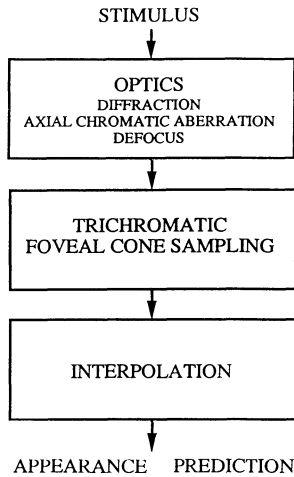 STIMULUS
OPTICS
DIFFRACTION
AXIAL CHROMATIC ABERRATION
DEFOCUS
TRICHROMATIC
FOVEAL CONE SAMPLING
INTERPOLATION
APPEARANCE PREDICTION